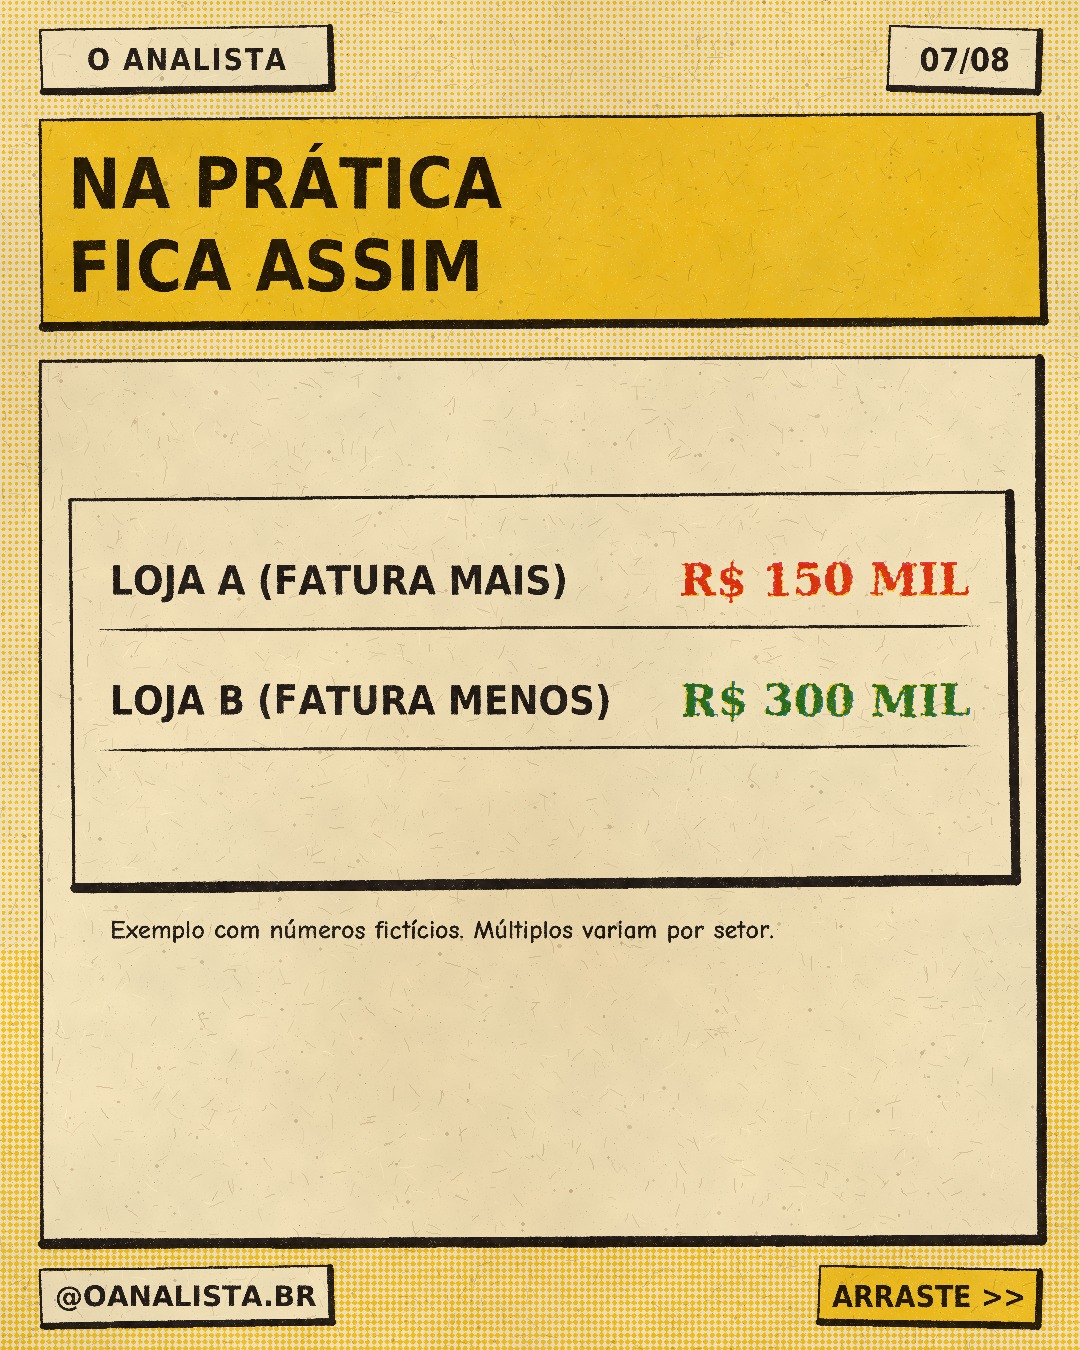 O ANALISTA
07/08
NA PRÁTICA
FICA ASSIM
LOJA A (FATURA MAIS) R$ 150 MIL
LOJA B (FATURA MENOS) R$ 300 MIL
Exemplo com números fictícios. Múltiplos variam por setor.
@OANALISTA.BR
ARRASTE >>